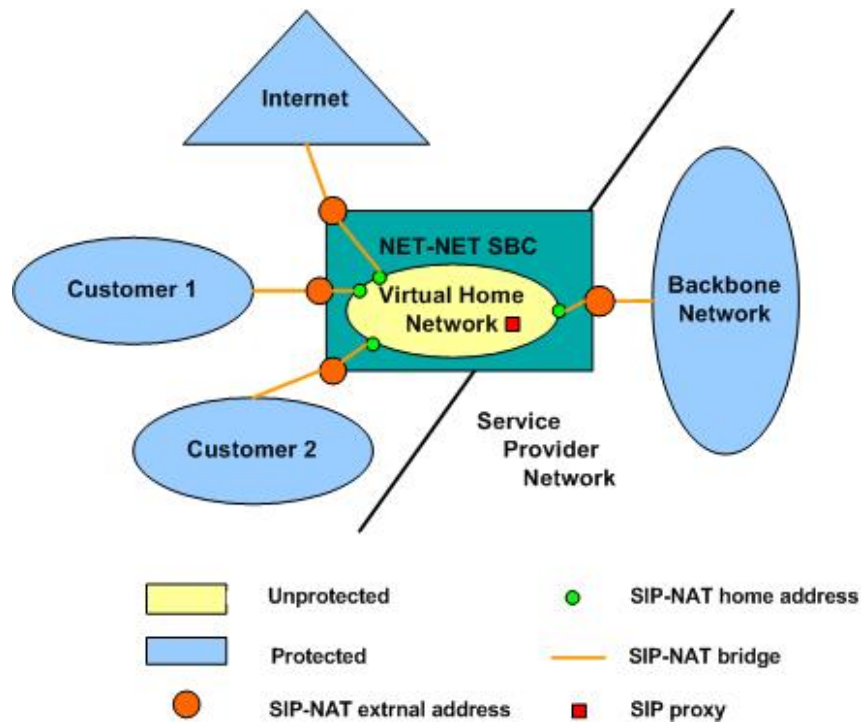 Internet
NET-NET SBC
Customer 1
Virtual Home
Network
Backbone
Network
Customer 2
Service
Provider
Network
Unprotected
SIP-NAT home address
Protected
SIP-NAT bridge
SIP-NAT extrnal address
SIP proxy